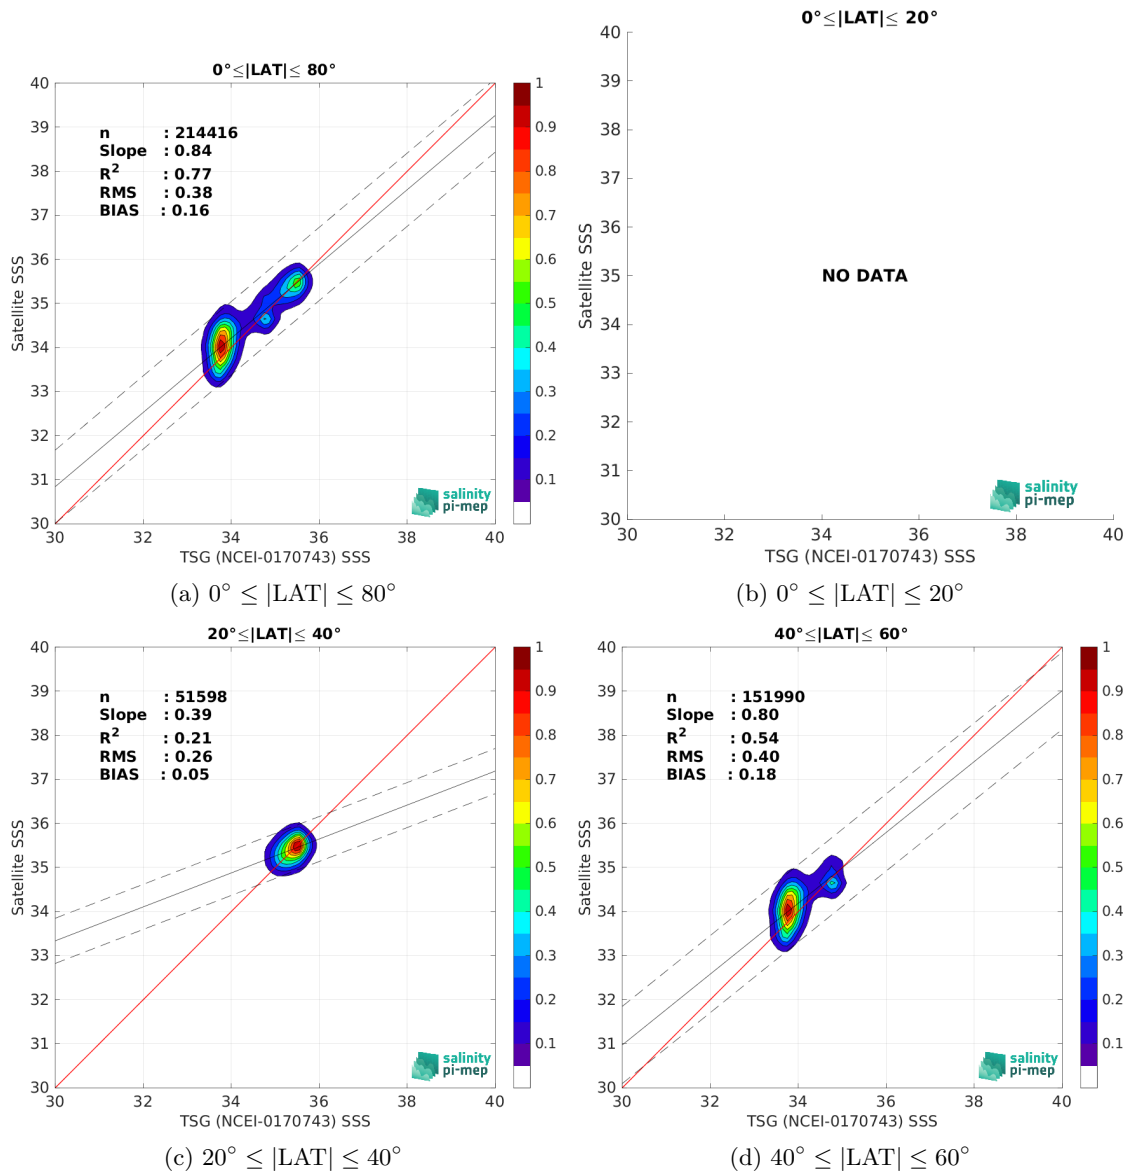 0°≤|LAT|≤ 80°
40
39
38
37
36
35
34
33
32
31
30
Satellite SSS
n : 214416
Slope : 0.84
R² : 0.77
RMS : 0.38
BIAS : 0.16
salinity
pi-mep
30 32 34 36 38 40
TSG (NCEI-0170743) SSS
1
0.9
0.8
0.7
0.6
0.5
0.4
0.3
0.2
0.1
(a) 0° ≤ |LAT| ≤ 80°
0°≤|LAT|≤ 20°
40
39
38
37
36
35
34
33
32
31
30
Satellite SSS
NO DATA
salinity
pi-mep
30 32 34 36 38 40
TSG (NCEI-0170743) SSS
(b) 0° ≤ |LAT| ≤ 20°
20°≤|LAT|≤ 40°
40
39
38
37
36
35
34
33
32
31
30
Satellite SSS
n : 51598
Slope : 0.39
R² : 0.21
RMS : 0.26
BIAS : 0.05
salinity
pi-mep
30 32 34 36 38 40
TSG (NCEI-0170743) SSS
1
0.9
0.8
0.7
0.6
0.5
0.4
0.3
0.2
0.1
(c) 20° ≤ |LAT| ≤ 40°
40°≤|LAT|≤ 60°
40
39
38
37
36
35
34
33
32
31
30
Satellite SSS
n : 151990
Slope : 0.80
R² : 0.54
RMS : 0.40
BIAS : 0.18
salinity
pi-mep
30 32 34 36 38 40
TSG (NCEI-0170743) SSS
1
0.9
0.8
0.7
0.6
0.5
0.4
0.3
0.2
0.1
(d) 40° ≤ |LAT| ≤ 60°